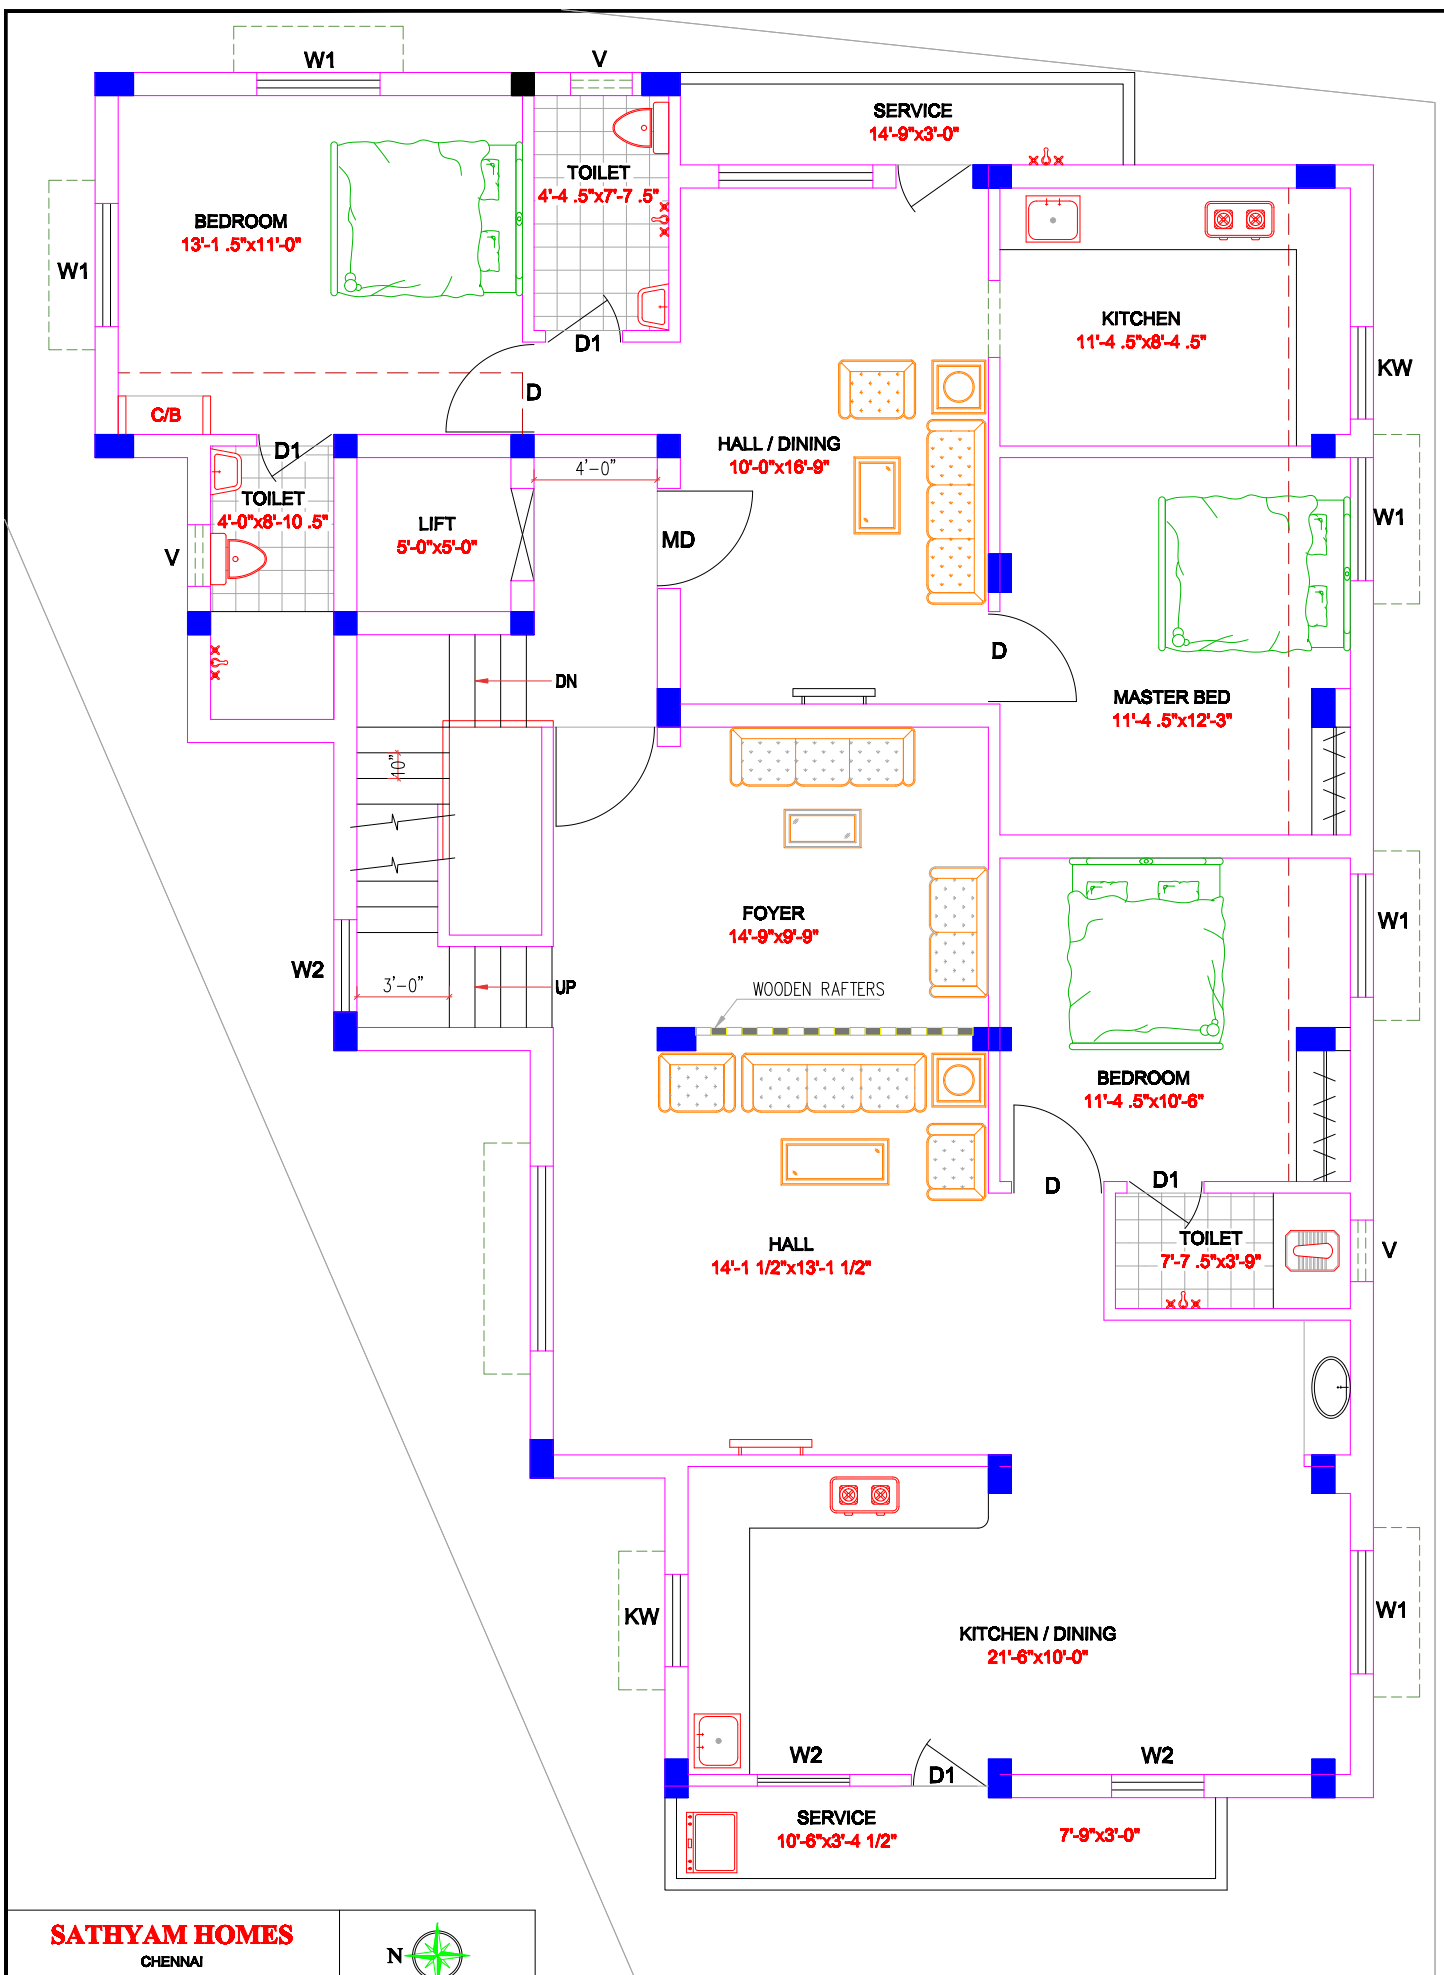 W1
V
SERVICE
14'-9"x3'-0"
TOILET
4'-4 .5"x7'-7 .5"
BEDROOM
13'-1 .5"x11'-0"
W1
KITCHEN
11'-4 .5"x8'-4 .5"
D1
KW
D
C/B
HALL / DINING
10'-0"x16'-9"
D1
4'-0"
TOILET
4'-0"x8'-10 .5"
LIFT
5'-0"x5'-0"
W1
MD
V
D
DN
MASTER BED
11'-4 .5"x12'-3"
10"
FOYER
14'-9"x9'-9"
W1
W2
3'-0"
UP
WOODEN RAFTERS
BEDROOM
11'-4 .5"x10'-6"
D
D1
TOILET
7'-7 .5"x3'-9"
V
HALL
14'-1 1/2"x13'-1 1/2"
KW
W1
KITCHEN / DINING
21'-6"x10'-0"
W2
D1
W2
SERVICE
10'-6"x3'-4 1/2"
7'-9"x3'-0"
SATHYAM HOMES
CHENNAI
N